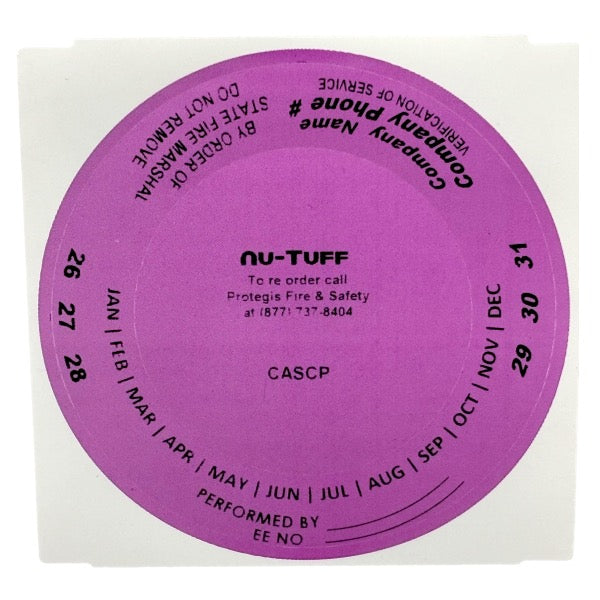 BY ORDER OF
STATE FIRE MARSHAL
DO NOT REMOVE
Company Name
Company Phone #
VERIFICATION OF SERVICE
NU-TUFF
To re order call
Protegis Fire & Safety
at (877) 737-8404
CASCP
26 27 28
29 30 31
JAN | FEB | MAR | APR | MAY | JUN | JUL | AUG | SEP | OCT | NOV | DEC
PERFORMED BY
EE NO